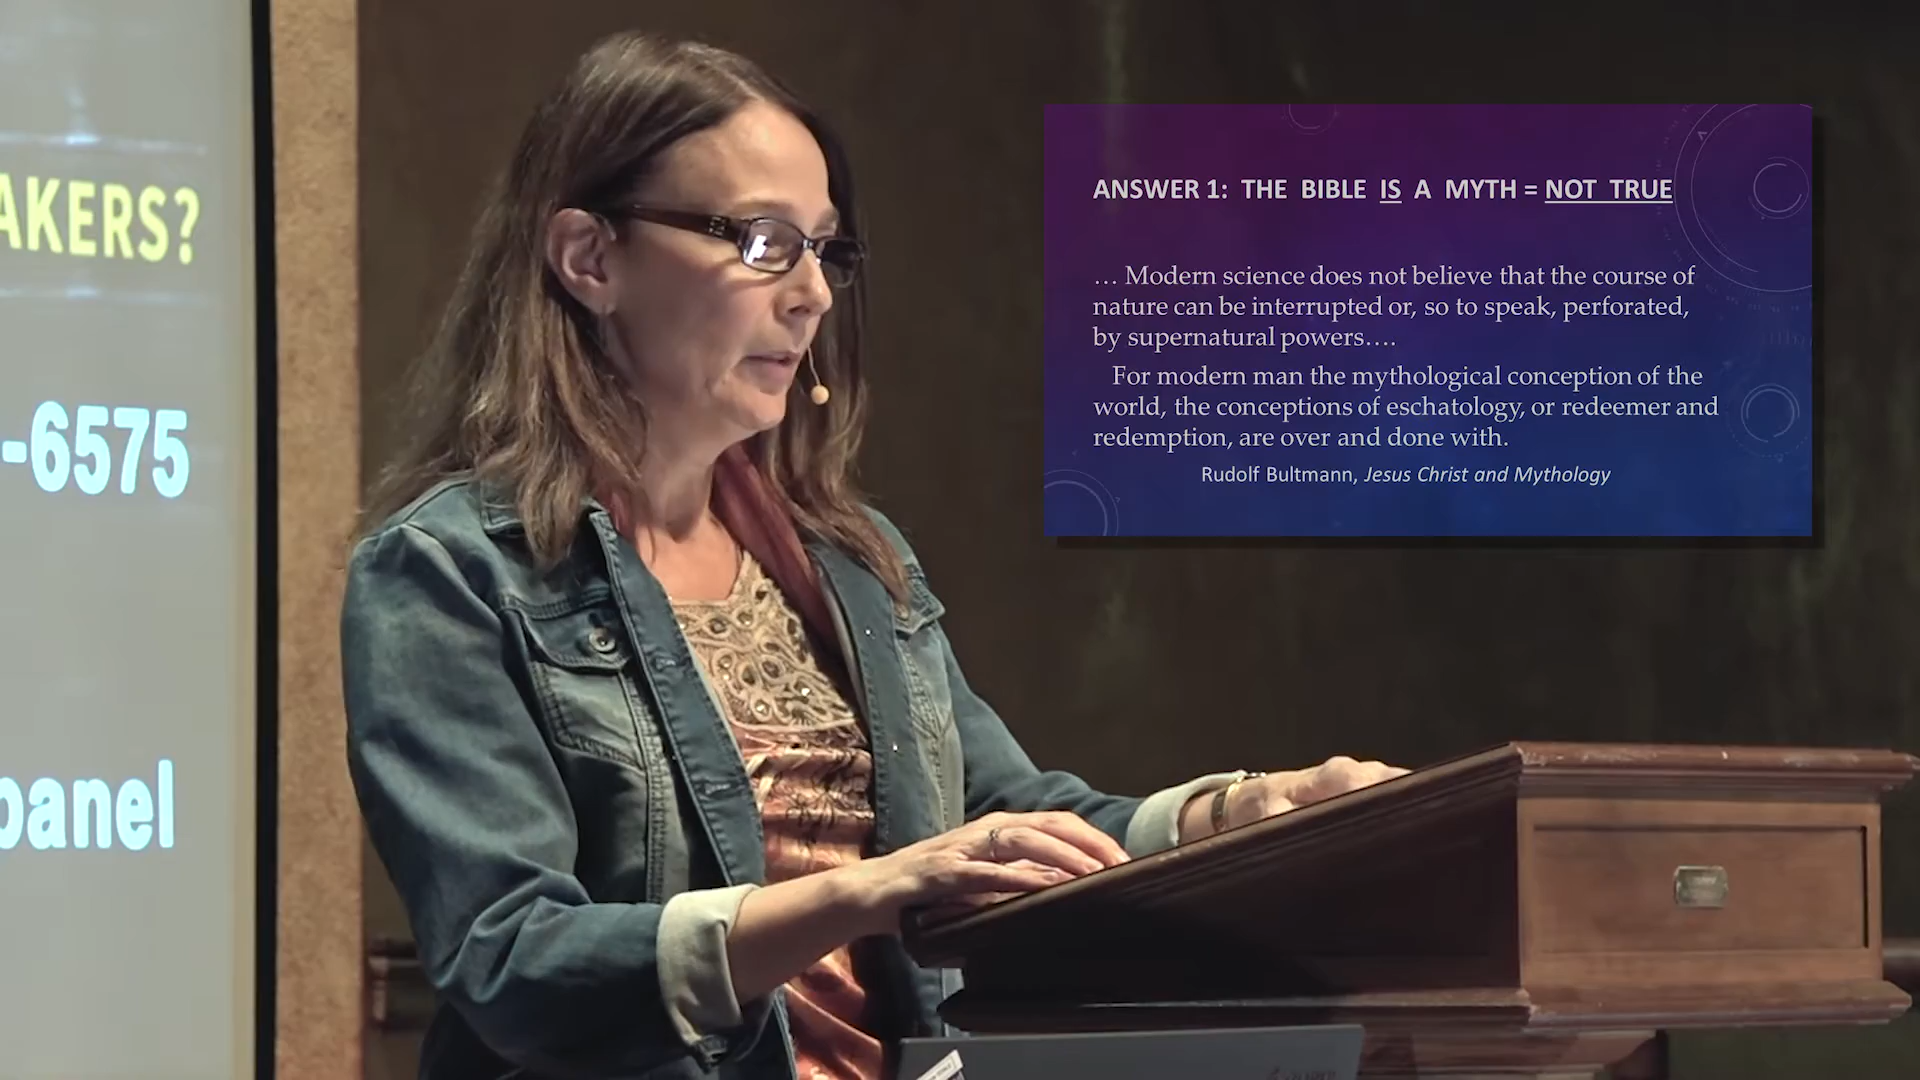 AKERS?
-6575
panel
ANSWER 1: THE BIBLE IS A MYTH = NOT TRUE
… Modern science does not believe that the course of
nature can be interrupted or, so to speak, perforated,
by supernatural powers….
For modern man the mythological conception of the
world, the conceptions of eschatology, or redeemer and
redemption, are over and done with.
Rudolf Bultmann, Jesus Christ and Mythology